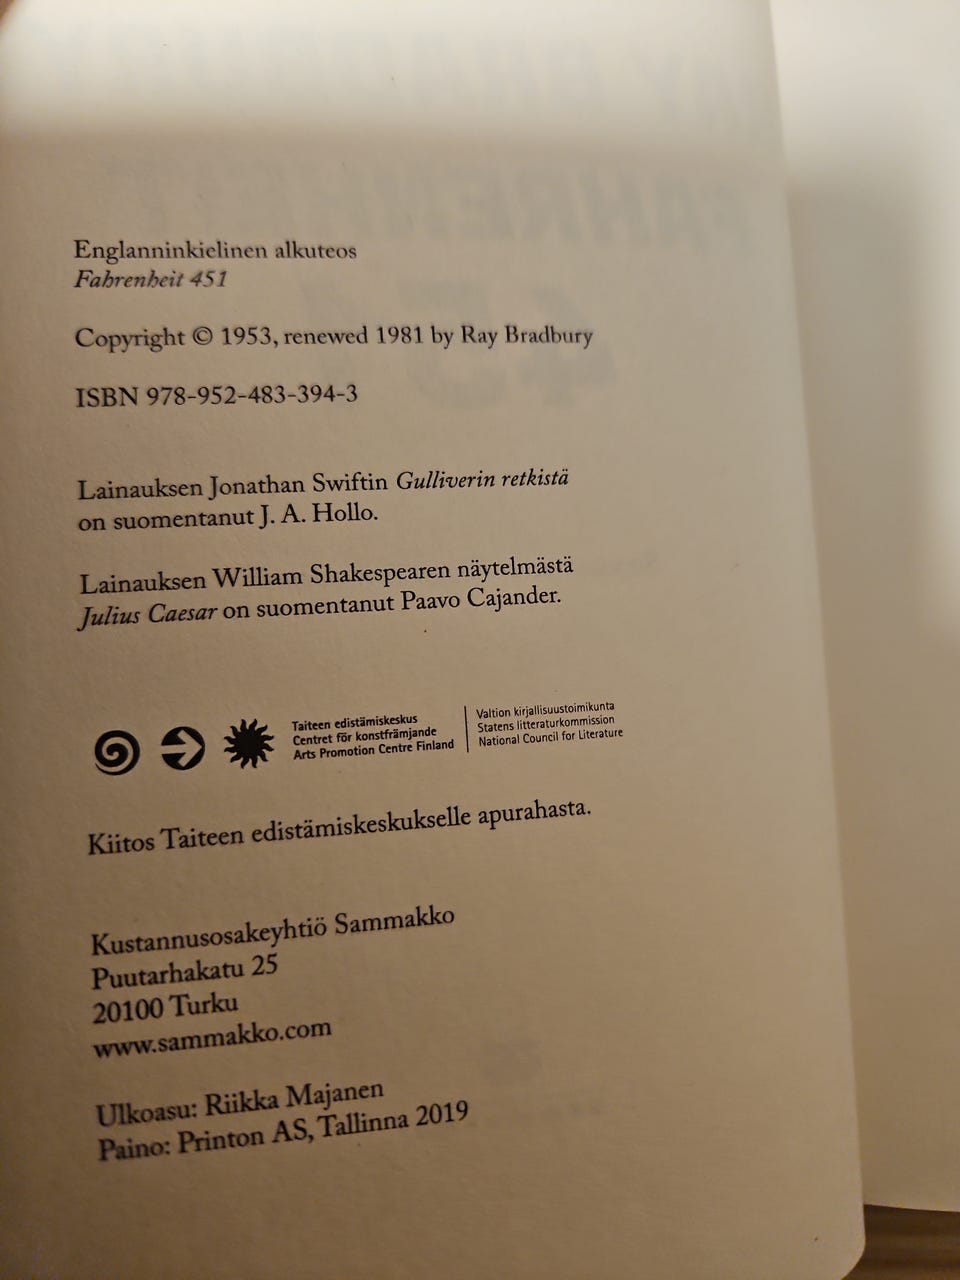 Englanninkielinen alkuteos
Fahrenheit 451
Copyright © 1953, renewed 1981 by Ray Bradbury
ISBN 978-952-483-394-3
Lainauksen Jonathan Swiftin Gulliverin retkistä
on suomentanut J. A. Hollo.
Lainauksen William Shakespearen näytelmästä
Julius Caesar on suomentanut Paavo Cajander.
Taiteen edistämiskeskus
Centret för konstfrämjande
Arts Promotion Centre Finland
Valtion kirjallisuustoimikunta
Statens litteraturkommission
National Council for Literature
Kiitos Taiteen edistämiskeskukselle apurahasta.
Kustannusosakeyhtiö Sammakko
Puutarhakatu 25
20100 Turku
www.sammakko.com
Ulkoasu: Riikka Majanen
Paino: Printon AS, Tallinna 2019